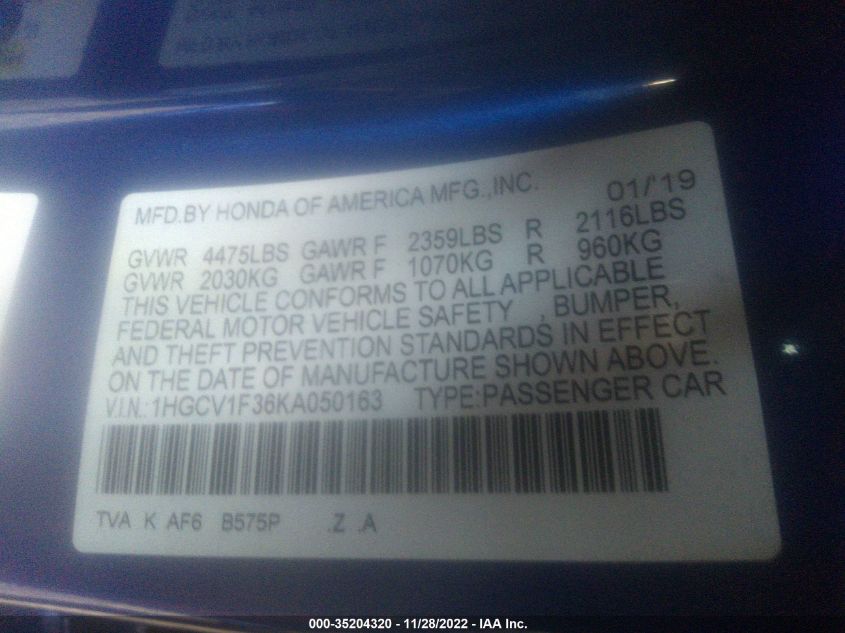 MFD.BY HONDA OF AMERICA MFG.,INC. 01/'19
GVWR 4475LBS GAWR F 2359LBS R 2116LBS
GVWR 2030KG GAWR F 1070KG R 960KG
THIS VEHICLE CONFORMS TO ALL APPLICABLE
FEDERAL MOTOR VEHICLE SAFETY , BUMPER,
AND THEFT PREVENTION STANDARDS IN EFFECT
ON THE DATE OF MANUFACTURE SHOWN ABOVE.
V.I.N.:1HGCV1F36KA050163 TYPE:PASSENGER CAR
TVA K AF6 B575P .Z .A
000-35204320 - 11/28/2022 - IAA Inc.